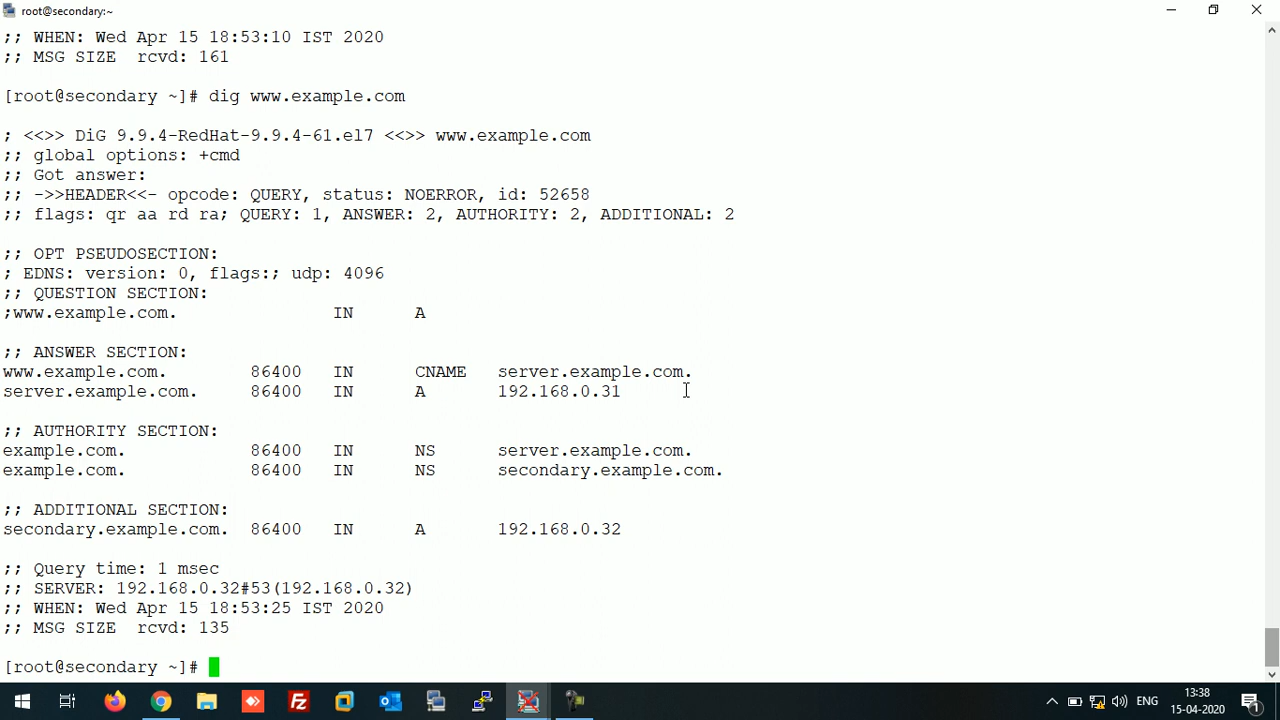 root@secondary:~
;; WHEN: Wed Apr 15 18:53:10 IST 2020
;; MSG SIZE  rcvd: 161
[root@secondary ~]# dig www.example.com
; <<>> DiG 9.9.4-RedHat-9.9.4-61.el7 <<>> www.example.com
;; global options: +cmd
;; Got answer:
;; ->>HEADER<<- opcode: QUERY, status: NOERROR, id: 52658
;; flags: qr aa rd ra; QUERY: 1, ANSWER: 2, AUTHORITY: 2, ADDITIONAL: 2
;; OPT PSEUDOSECTION:
; EDNS: version: 0, flags:; udp: 4096
;; QUESTION SECTION:
;www.example.com.               IN      A
;; ANSWER SECTION:
www.example.com.        86400   IN      CNAME   server.example.com.
server.example.com.     86400   IN      A       192.168.0.31
;; AUTHORITY SECTION:
example.com.            86400   IN      NS      server.example.com.
example.com.            86400   IN      NS      secondary.example.com.
;; ADDITIONAL SECTION:
secondary.example.com.  86400   IN      A       192.168.0.32
;; Query time: 1 msec
;; SERVER: 192.168.0.32#53(192.168.0.32)
;; WHEN: Wed Apr 15 18:53:25 IST 2020
;; MSG SIZE  rcvd: 135
[root@secondary ~]#
ENG
13:38
15-04-2020
1